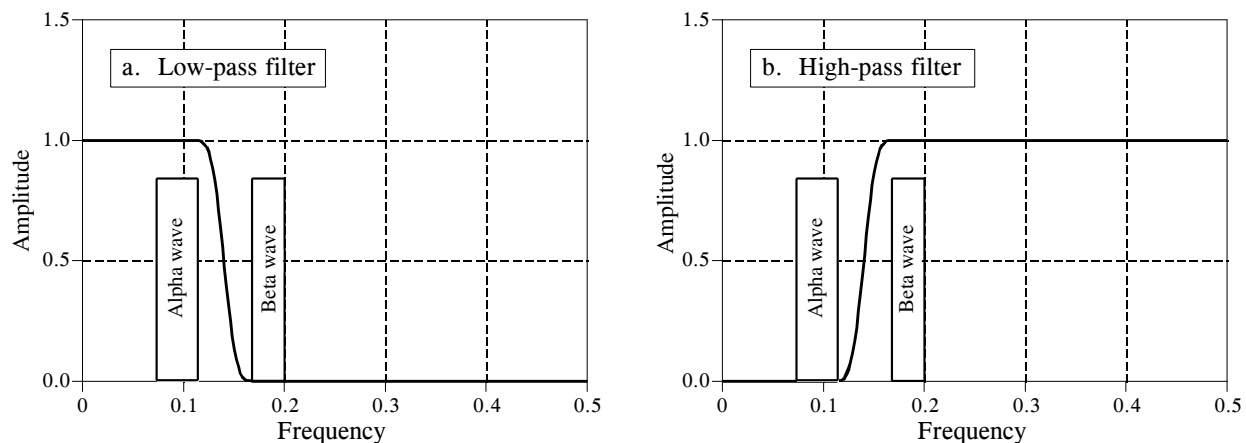 1.5
a. Low-pass filter
1.0
Amplitude
0.5
Alpha wave
Beta wave
0.0
0 0.1 0.2 0.3 0.4 0.5
Frequency
1.5
b. High-pass filter
1.0
Amplitude
0.5
Alpha wave
Beta wave
0.0
0 0.1 0.2 0.3 0.4 0.5
Frequency